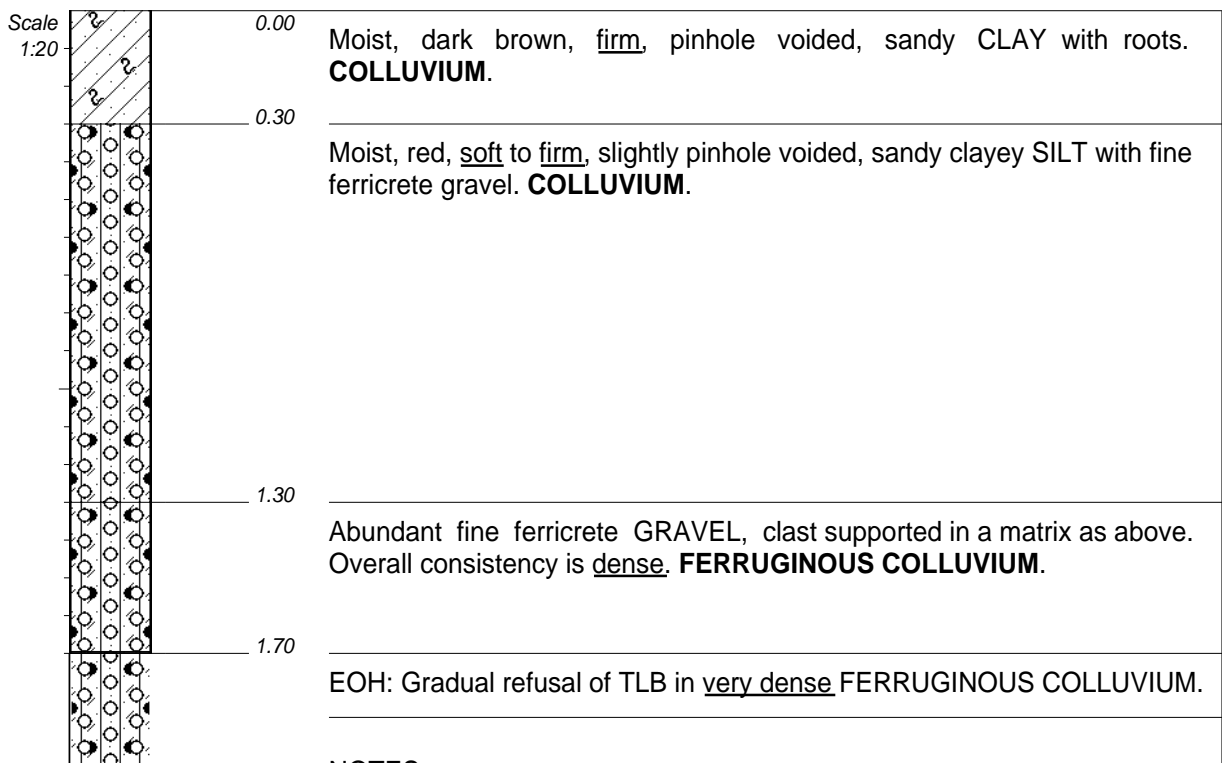 Scale
1:20
0.00
Moist, dark brown, firm, pinhole voided, sandy CLAY with roots.
COLLUVIUM.
0.30
Moist, red, soft to firm, slightly pinhole voided, sandy clayey SILT with fine
ferricrete gravel. COLLUVIUM.
1.30
Abundant fine ferricrete GRAVEL, clast supported in a matrix as above.
Overall consistency is dense. FERRUGINOUS COLLUVIUM.
1.70
EOH: Gradual refusal of TLB in very dense FERRUGINOUS COLLUVIUM.
NOTES